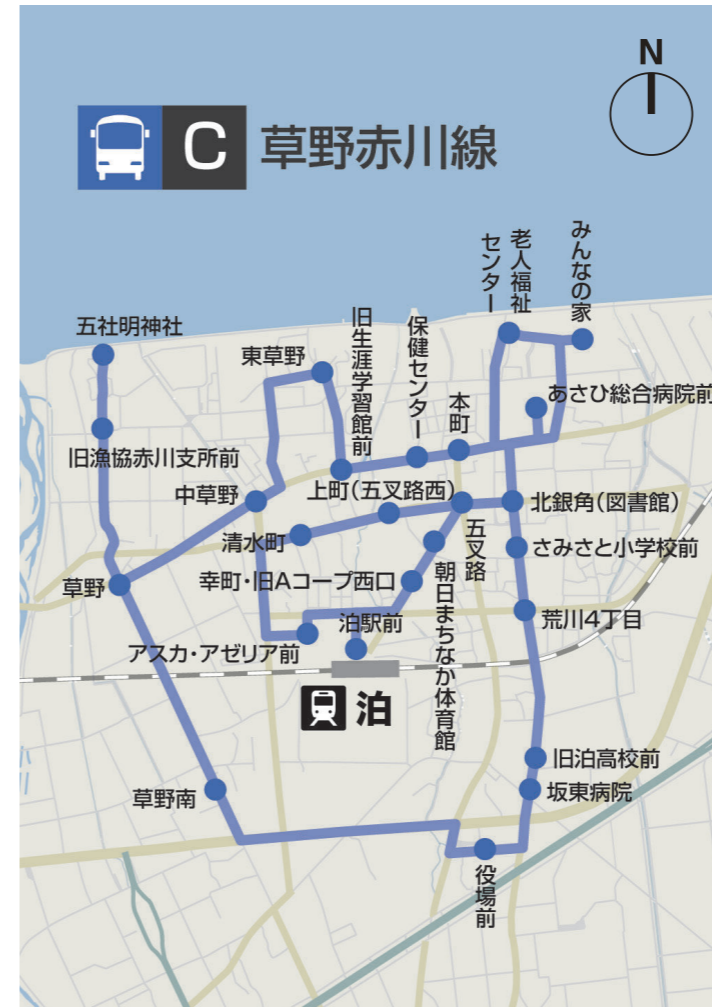 N
C 草野赤川線
みんなの家
老人福祉
センター
五社明神社
東草野
旧生涯学習館前
保健センター
本町
あさひ総合病院前
旧漁協赤川支所前
中草野
上町(五叉路西)
北銀角(図書館)
清水町
五叉路
さみさと小学校前
草野
幸町・旧Aコープ西口
朝日まちなか体育館
荒川4丁目
アスカ・アゼリア前
泊駅前
泊
旧泊高校前
草野南
坂東病院
役場前